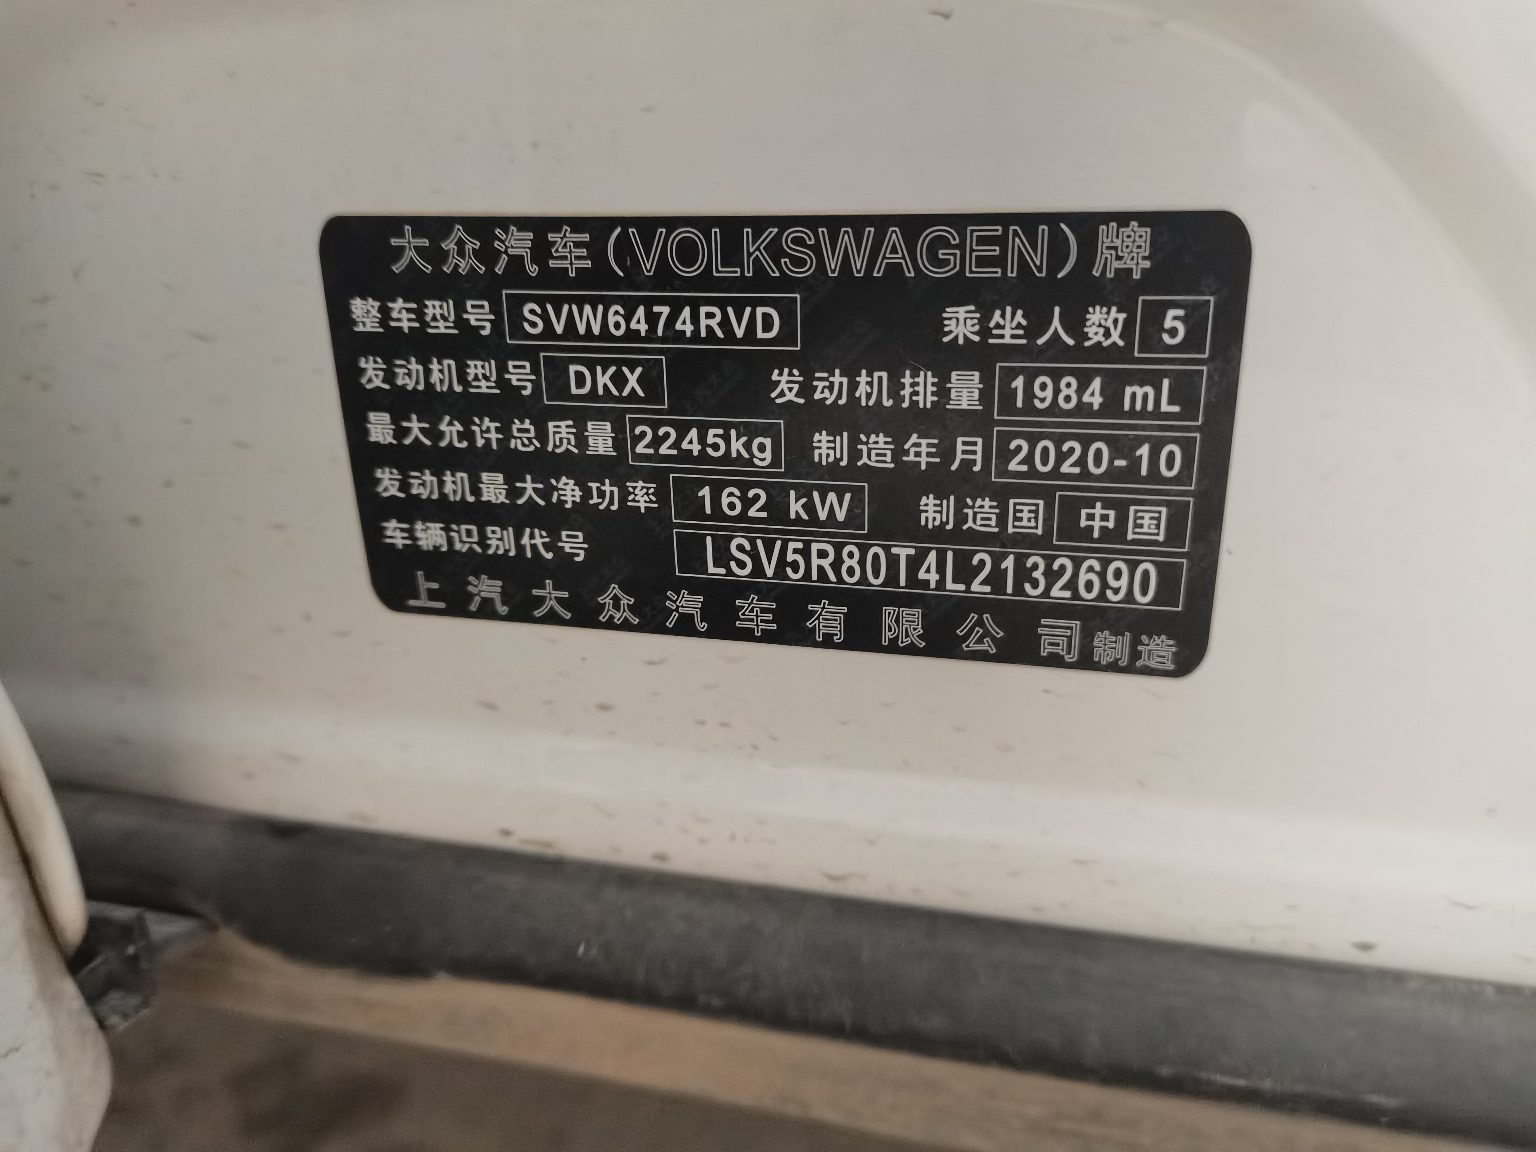 大众汽车(VOLKSWAGEN)牌
整车型号 SVW6474RVD 乘坐人数 5
发动机型号 DKX 发动机排量 1984 mL
最大允许总质量 2245kg 制造年月 2020-10
发动机最大净功率 162 kW 制造国 中国
车辆识别代号 LSV5R80T4L2132690
上汽大众汽车有限公司制造